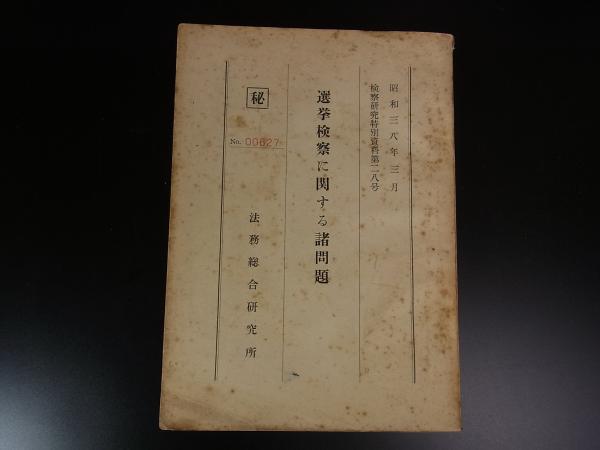 昭和三八年三月
検察研究特別資料第二八号
選挙検察に関する諸問題
秘
No. 00627
法務総合研究所